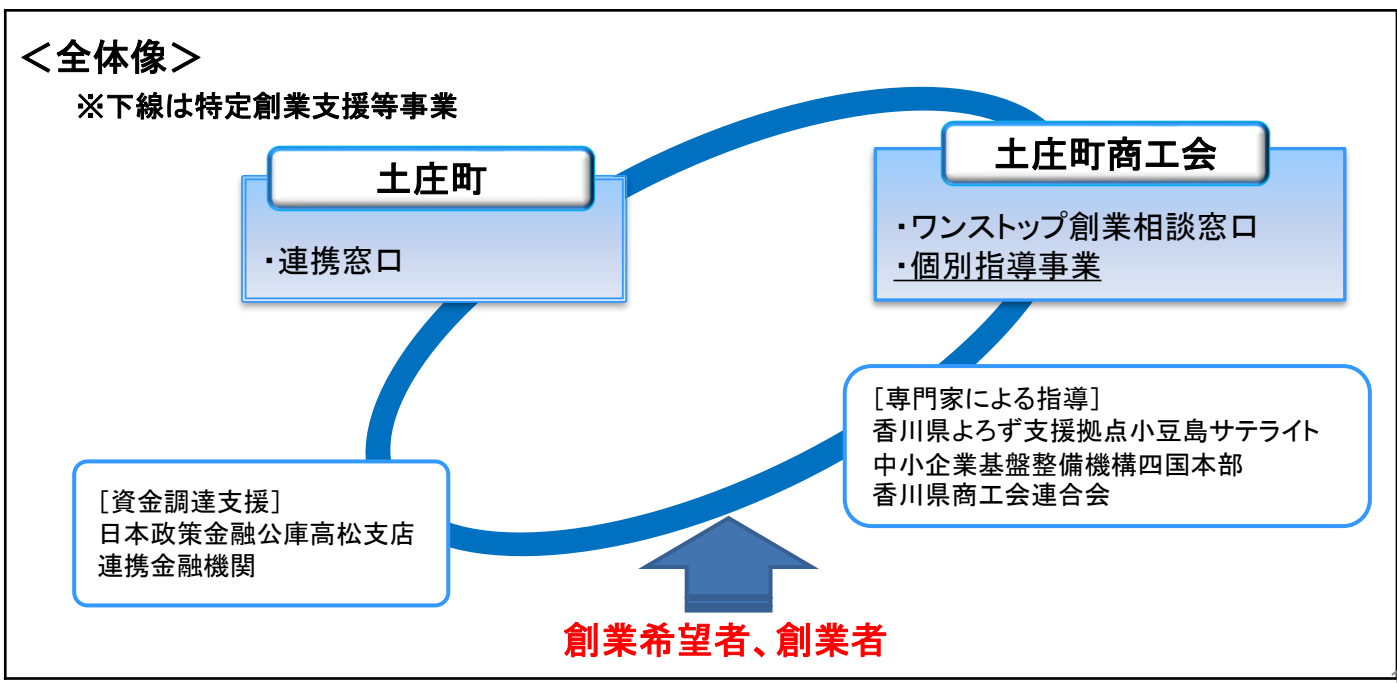 ＜全体像＞
※下線は特定創業支援等事業
土庄町
・連携窓口
土庄町商工会
・ワンストップ創業相談窓口
・個別指導事業
［専門家による指導］
香川県よろず支援拠点小豆島サテライト
中小企業基盤整備機構四国本部
香川県商工会連合会
［資金調達支援］
日本政策金融公庫高松支店
連携金融機関
創業希望者、創業者